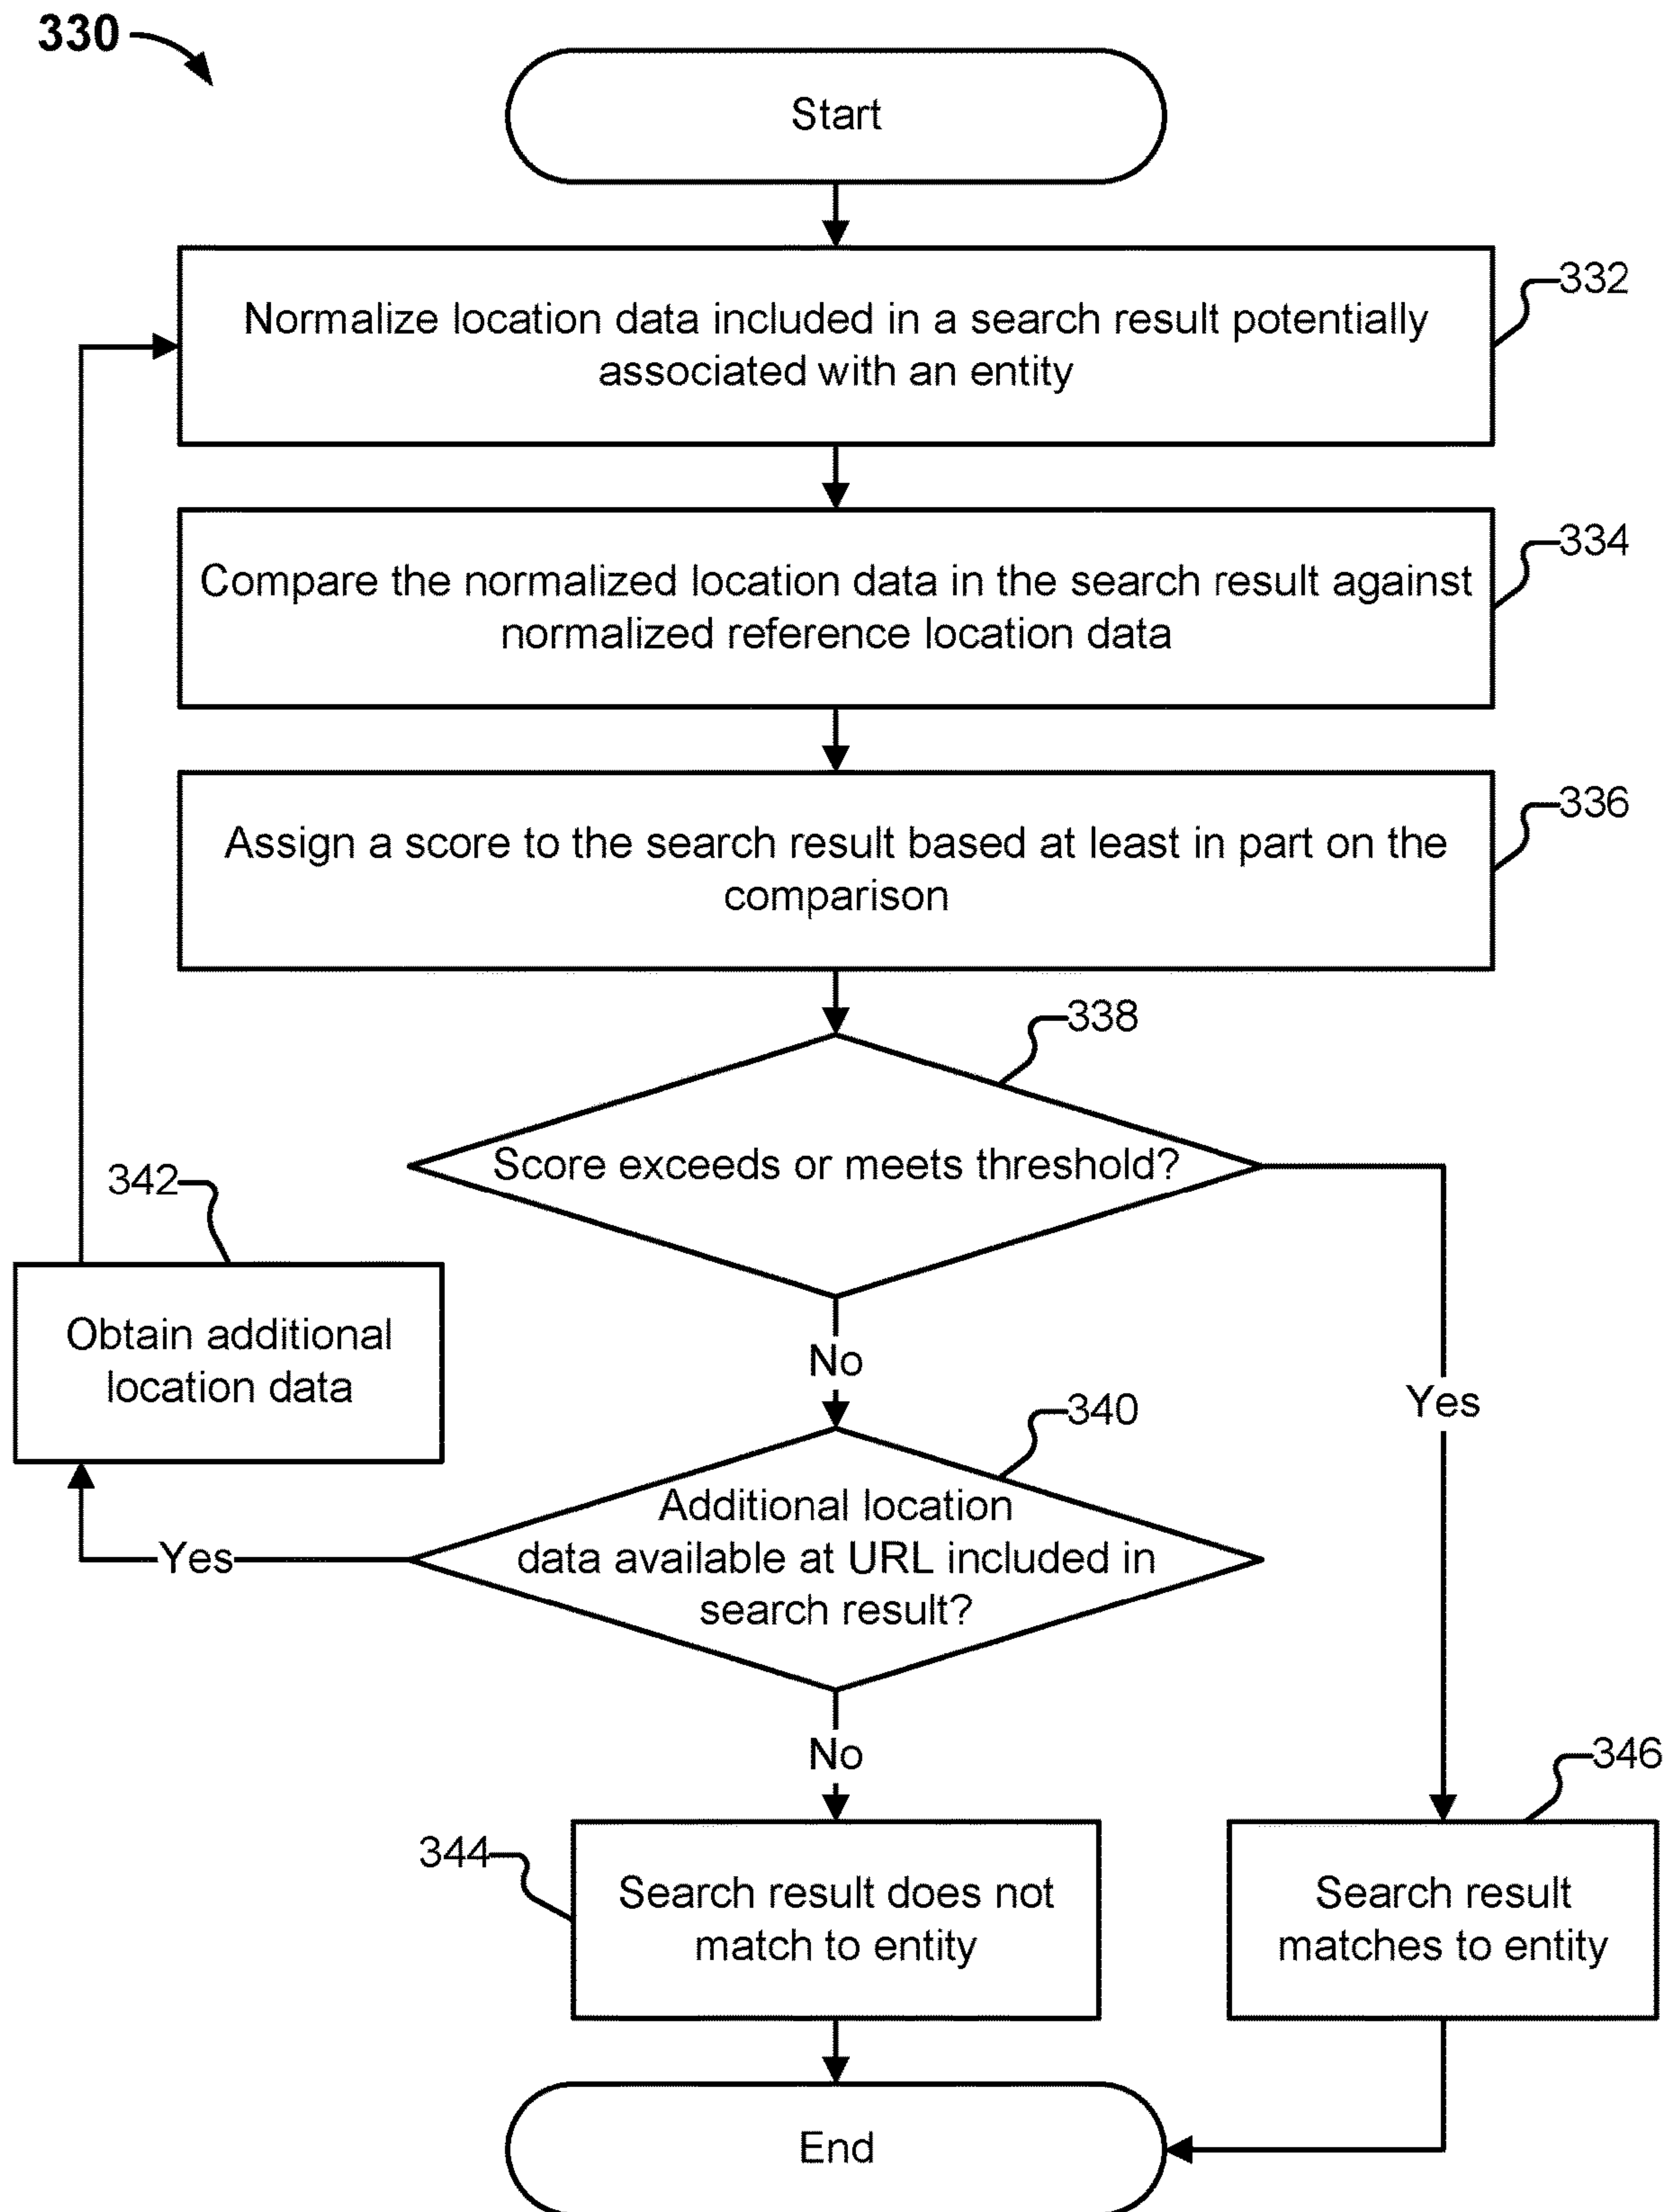 330
Start
Normalize location data included in a search result potentially
associated with an entity
332
Compare the normalized location data in the search result against
normalized reference location data
334
Assign a score to the search result based at least in part on the
comparison
336
338
Score exceeds or meets threshold?
342
Obtain additional
location data
No
Yes
340
Additional location
data available at URL included in
search result?
Yes
No
344
Search result does not
match to entity
346
Search result
matches to entity
End